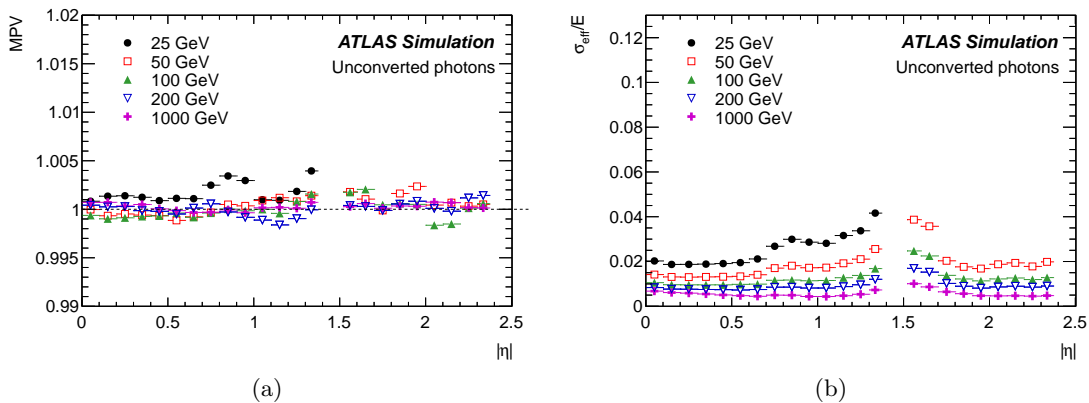 MPV
1.02
1.015
1.01
1.005
1
0.995
0.99
0 0.5 1 1.5 2 2.5
|η|
25 GeV
50 GeV
100 GeV
200 GeV
1000 GeV
ATLAS Simulation
Unconverted photons
(a)
σeff/E
0.12
0.1
0.08
0.06
0.04
0.02
0
0 0.5 1 1.5 2 2.5
|η|
25 GeV
50 GeV
100 GeV
200 GeV
1000 GeV
ATLAS Simulation
Unconverted photons
(b)